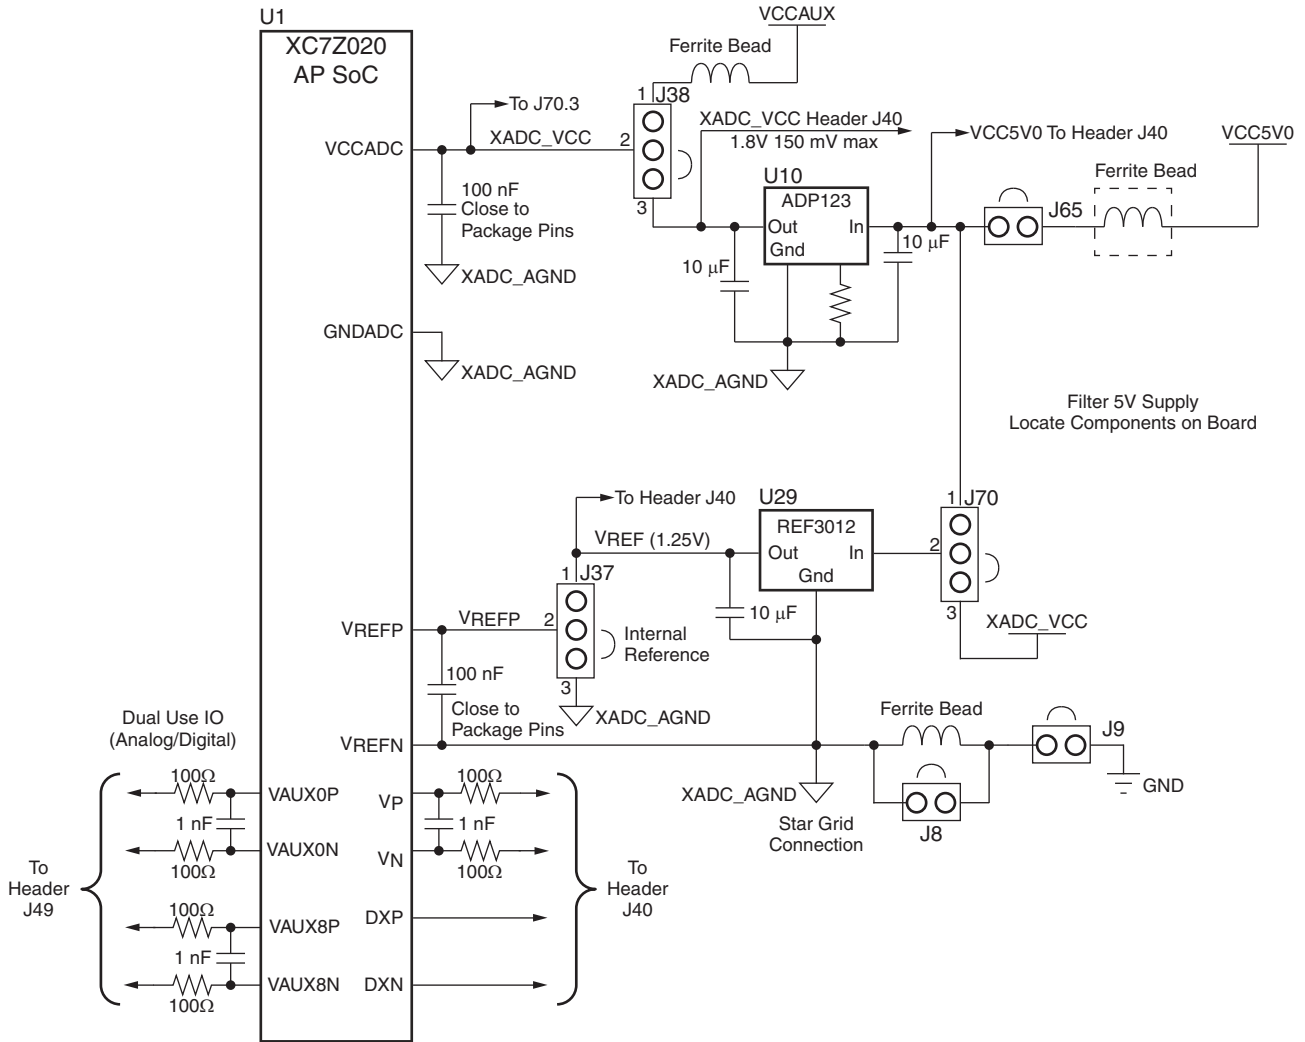 U1
XC7Z020
AP SoC
VCCAUX
Ferrite Bead
1
J38
To J70.3
XADC_VCC
2
3
VCCADC
100 nF
Close to
Package Pins
XADC_AGND
XADC_VCC Header J40
1.8V 150 mV max
VCC5V0 To Header J40
VCC5V0
Ferrite Bead
J65
U10
ADP123
Out
In
Gnd
10 µF
10 µF
XADC_AGND
GNDADC
XADC_AGND
Filter 5V Supply
Locate Components on Board
To Header J40
VREF (1.25V)
U29
REF3012
Out
In
Gnd
1
J70
2
3
XADC_VCC
1
J37
2
3
Internal
Reference
10 µF
VREFP
VREFP
100 nF
Close to
Package Pins
XADC_AGND
VREFN
Ferrite Bead
J9
GND
J8
XADC_AGND
Star Grid
Connection
Dual Use IO
(Analog/Digital)
100Ω
VAUX0P
1 nF
VAUX0N
100Ω
100Ω
VAUX8P
1 nF
VAUX8N
100Ω
To
Header
J49
VP
100Ω
1 nF
VN
100Ω
DXP
DXN
To
Header
J40